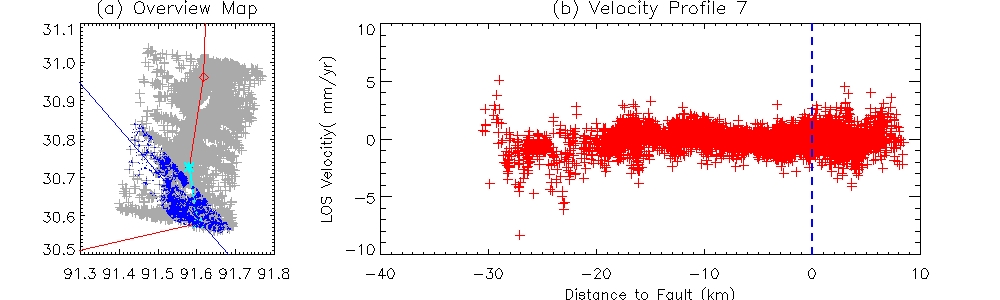 (a) Overview Map
31.1
31.0
30.9
30.8
30.7
30.6
30.5
91.3 91.4 91.5 91.6 91.7 91.8
(b) Velocity Profile 7
LOS Velocitiy( mm/yr)
10
5
0
−5
−10
−40 −30 −20 −10 0 10
Distance to Fault (km)